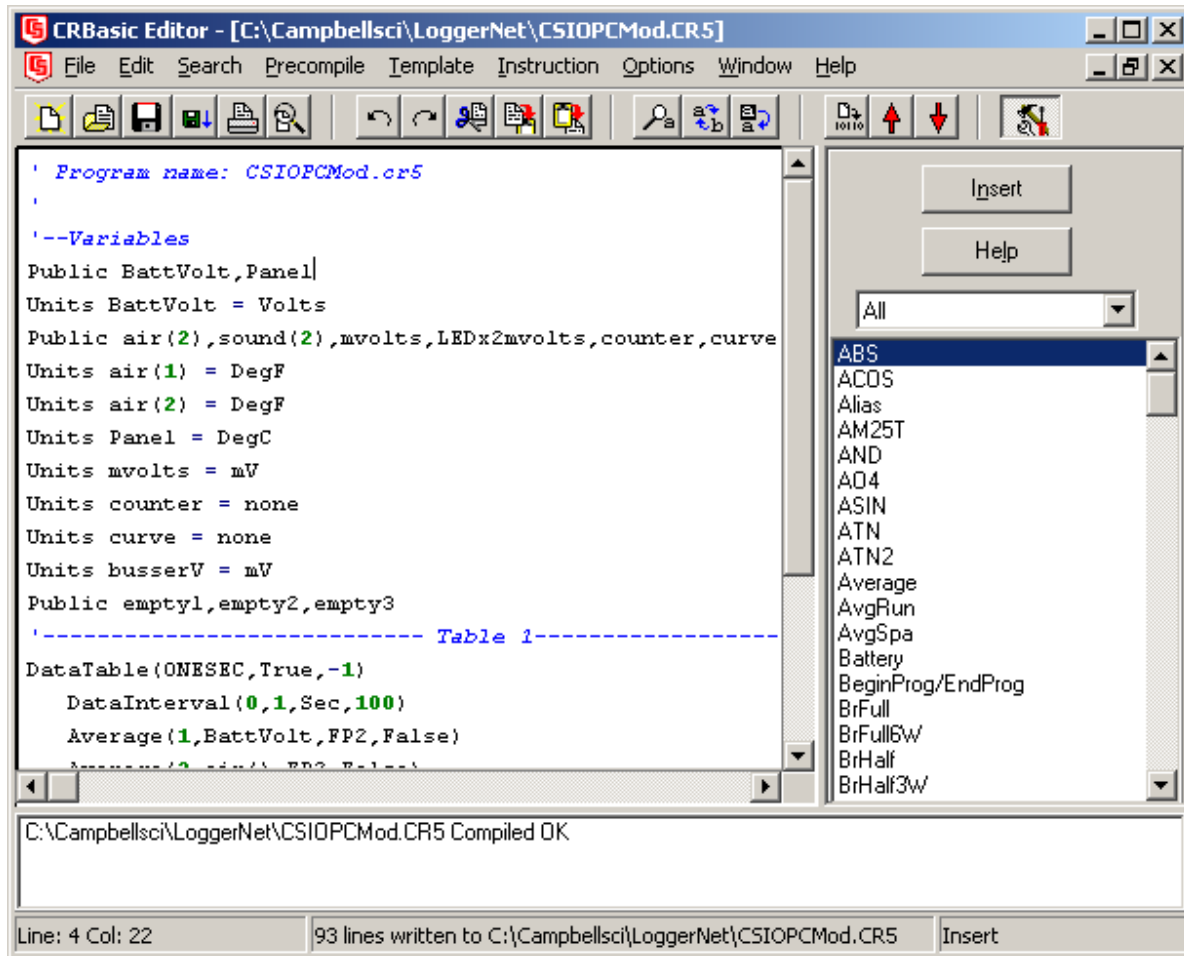 CRBasic Editor - [C:\Campbellsci\LoggerNet\CSIOPCMod.CR5]
File Edit Search Precompile Template Instruction Options Window Help
' Program name: CSIOPCMod.cr5
'
'--Variables
Public BattVolt,Panel
Units BattVolt = Volts
Public air(2),sound(2),mvolts,LEDx2mvolts,counter,curve
Units air(1) = DegF
Units air(2) = DegF
Units Panel = DegC
Units mvolts = mV
Units counter = none
Units curve = none
Units busserV = mV
Public empty1,empty2,empty3
'---------------------------- Table 1------------------
DataTable(ONESEC,True,-1)
DataInterval(0,1,Sec,100)
Average(1,BattVolt,FP2,False)
Insert
Help
All
ABS
ACOS
Alias
AM25T
AND
AO4
ASIN
ATN
ATN2
Average
AvgRun
AvgSpa
Battery
BeginProg/EndProg
BrFull
BrFull6W
BrHalf
BrHalf3W
C:\Campbellsci\LoggerNet\CSIOPCMod.CR5 Compiled OK
Line: 4 Col: 22
93 lines written to C:\Campbellsci\LoggerNet\CSIOPCMod.CR5
Insert